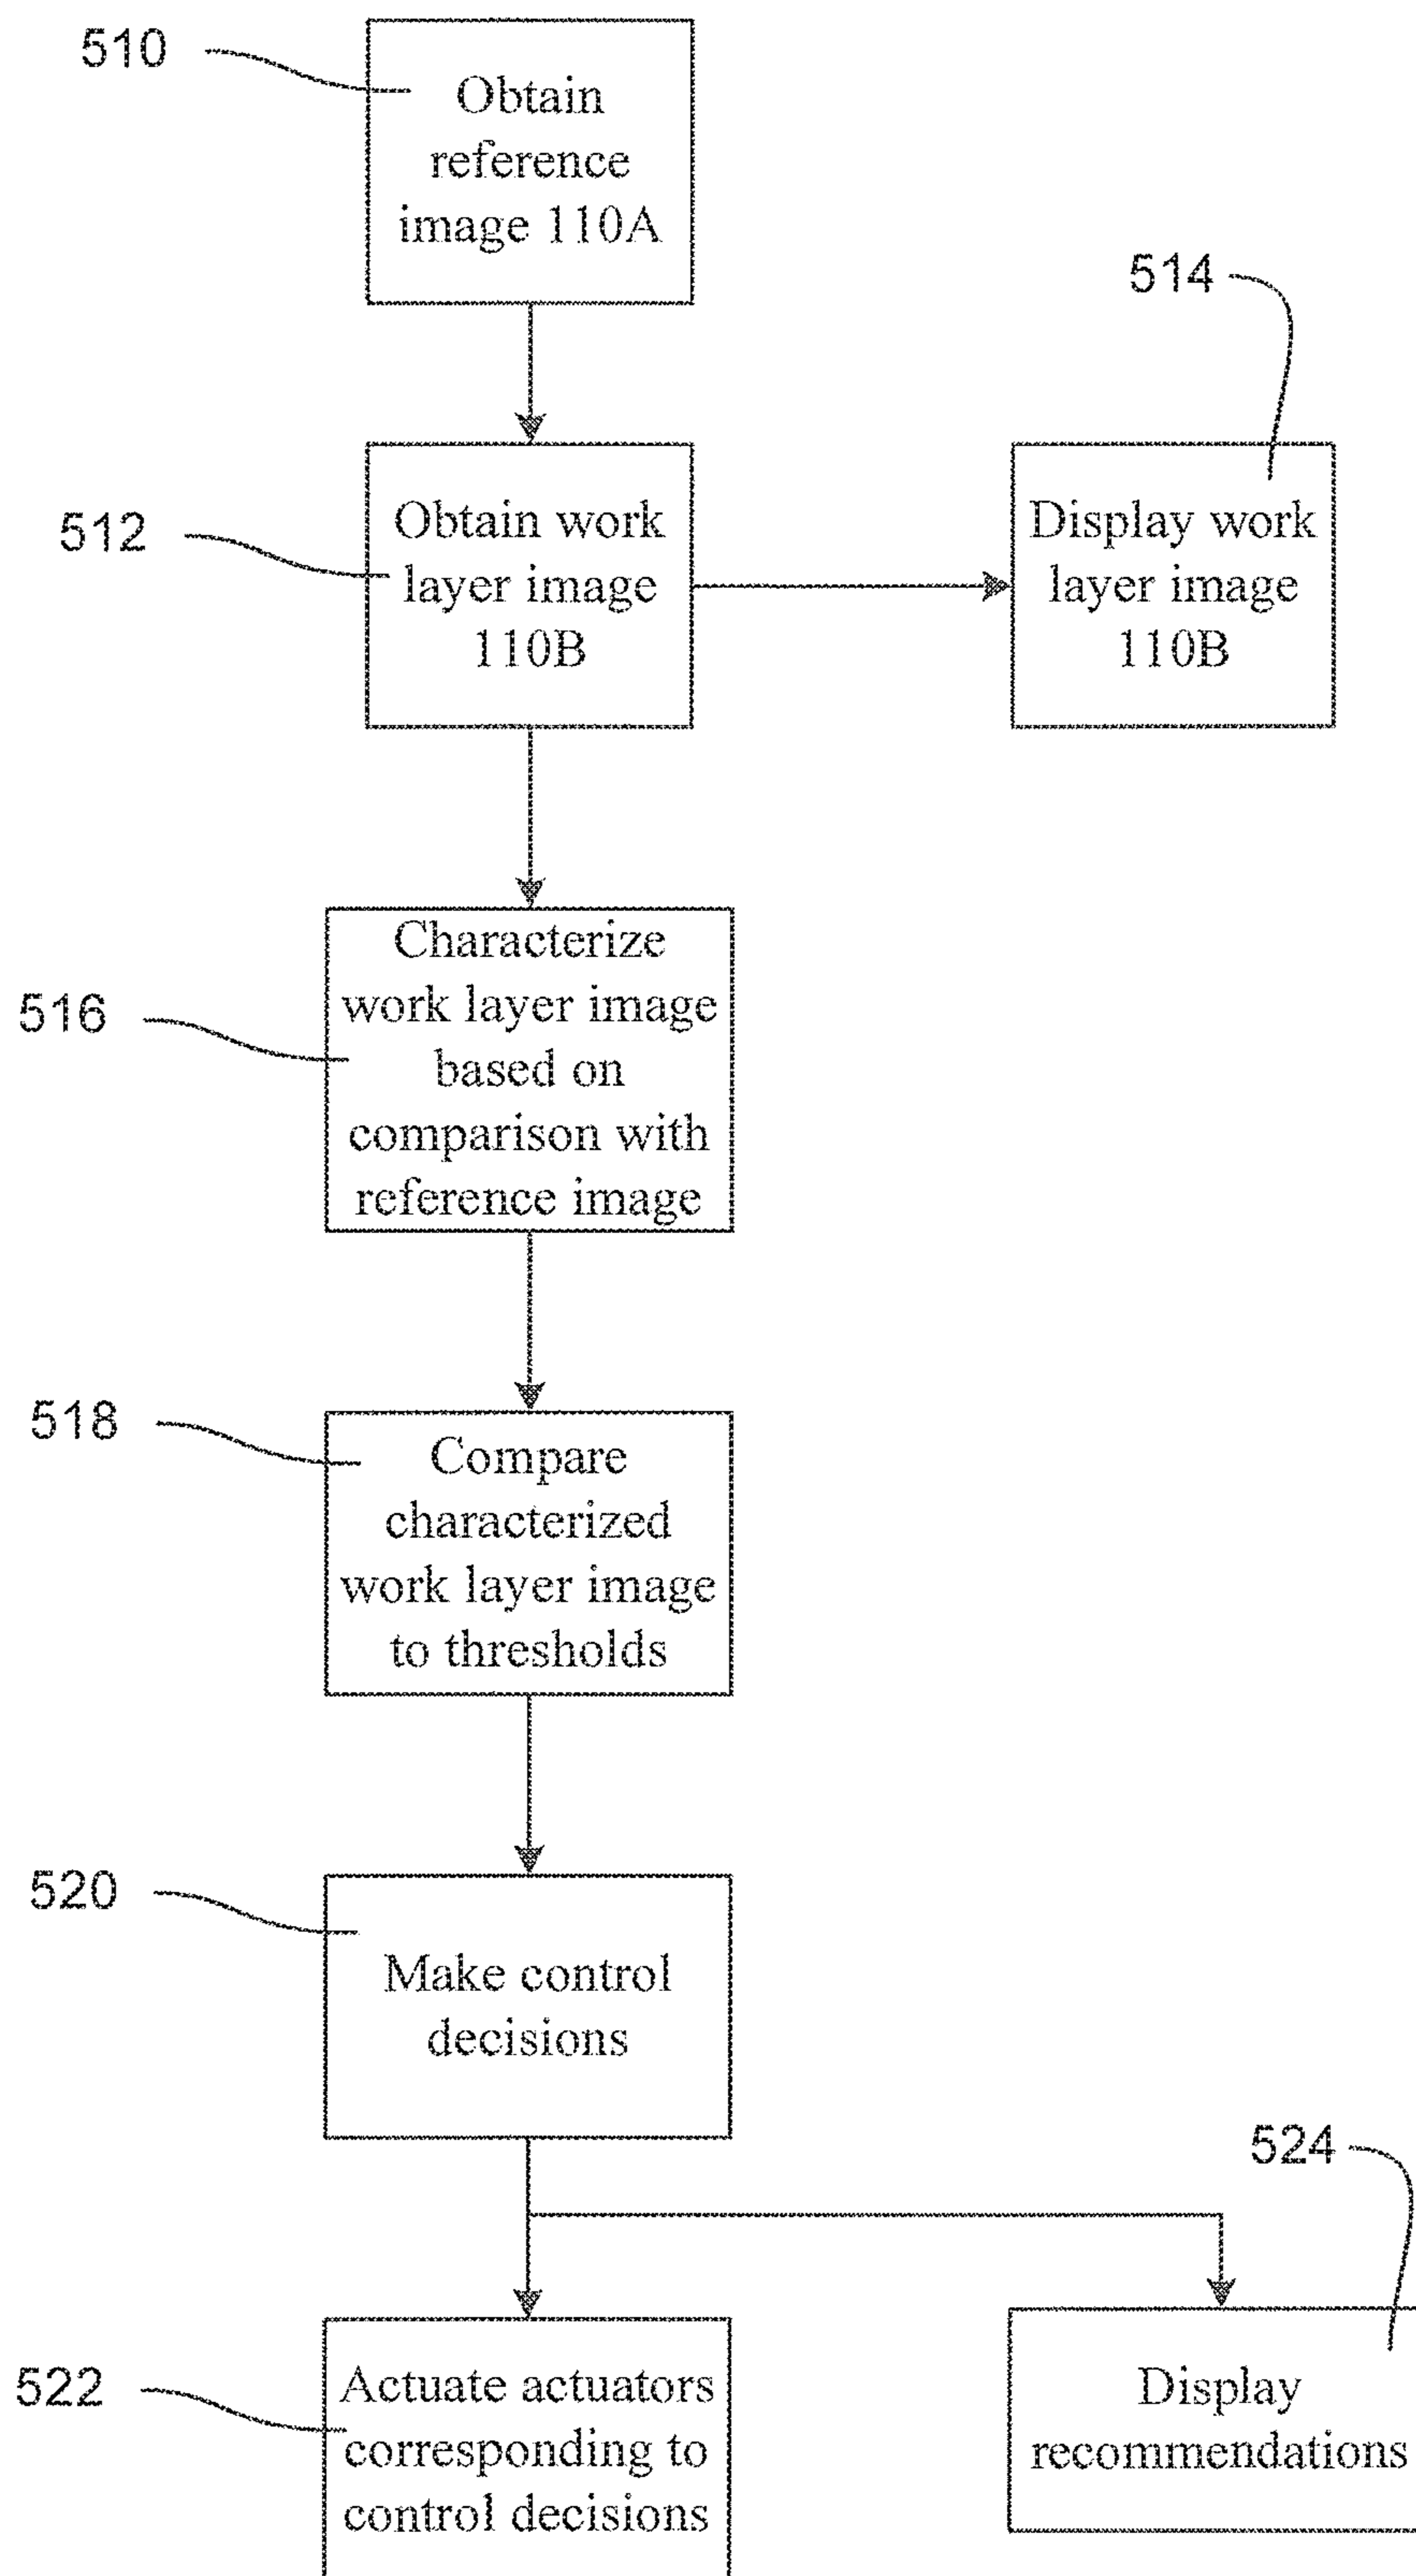 510
Obtain
reference
image 110A
514
512
Obtain work
layer image
110B
Display work
layer image
110B
516
Characterize
work layer image
based on
comparison with
reference image
518
Compare
characterized
work layer image
to thresholds
520
Make control
decisions
524
522
Actuate actuators
corresponding to
control decisions
Display
recommendations